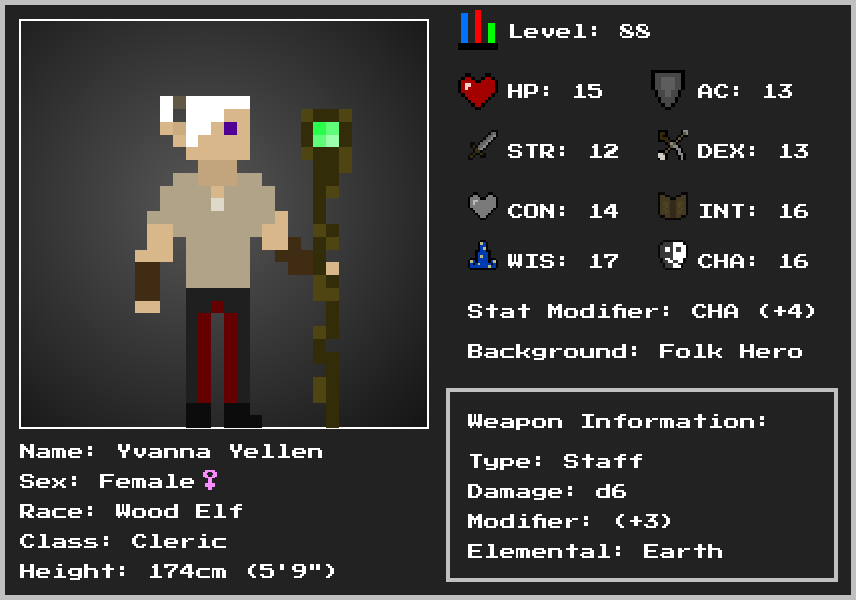 Level: 88
HP: 15 AC: 13
STR: 12 DEX: 13
CON: 14 INT: 16
WIS: 17 CHA: 16
Stat Modifier: CHA (+4)
Background: Folk Hero
Weapon Information:
Type: Staff
Damage: d6
Modifier: (+3)
Elemental: Earth
Name: Yvanna Yellen
Sex: Female♀
Race: Wood Elf
Class: Cleric
Height: 174cm (5'9")